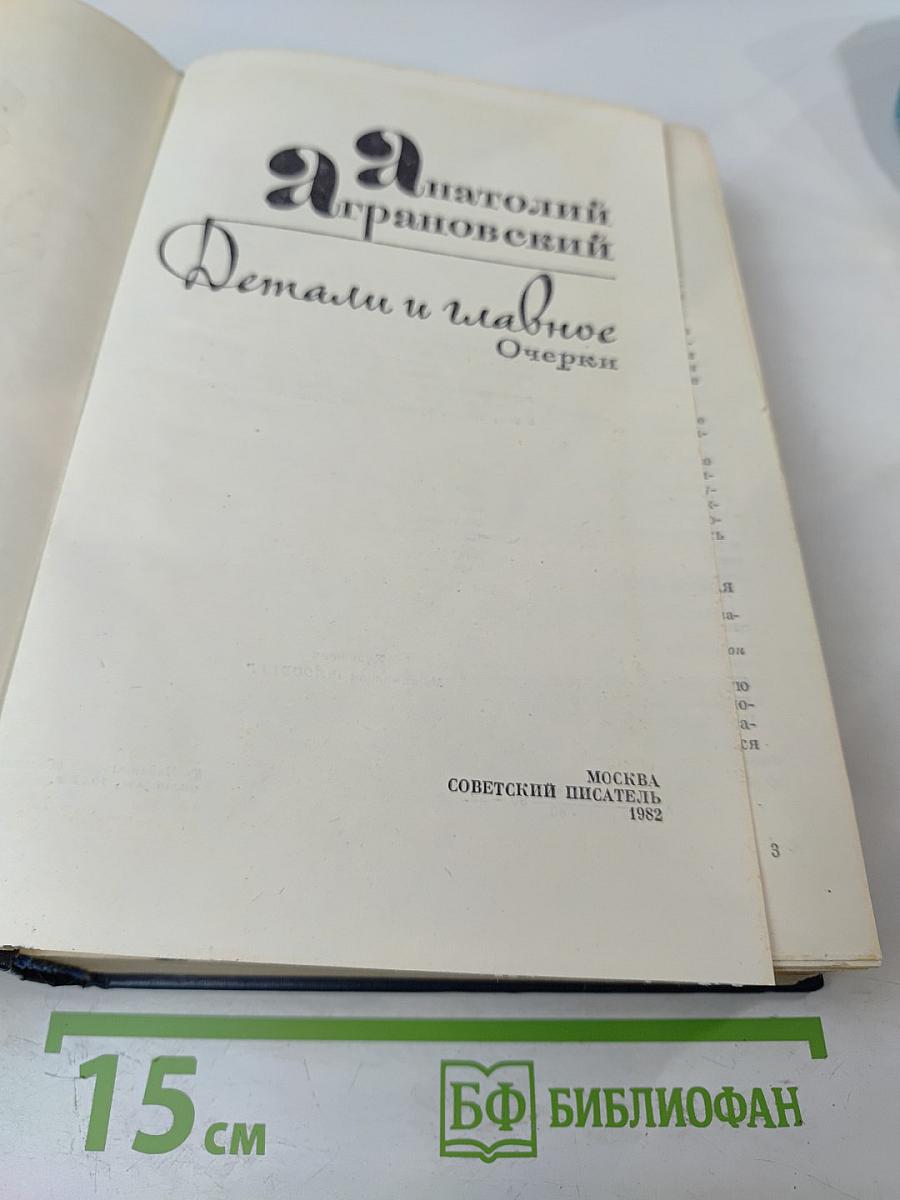 Анатолий
Аграновский
Детали и главное
Очерки
МОСКВА
СОВЕТСКИЙ ПИСАТЕЛЬ
1982
3
15 см
БФ БИБЛИОФАН